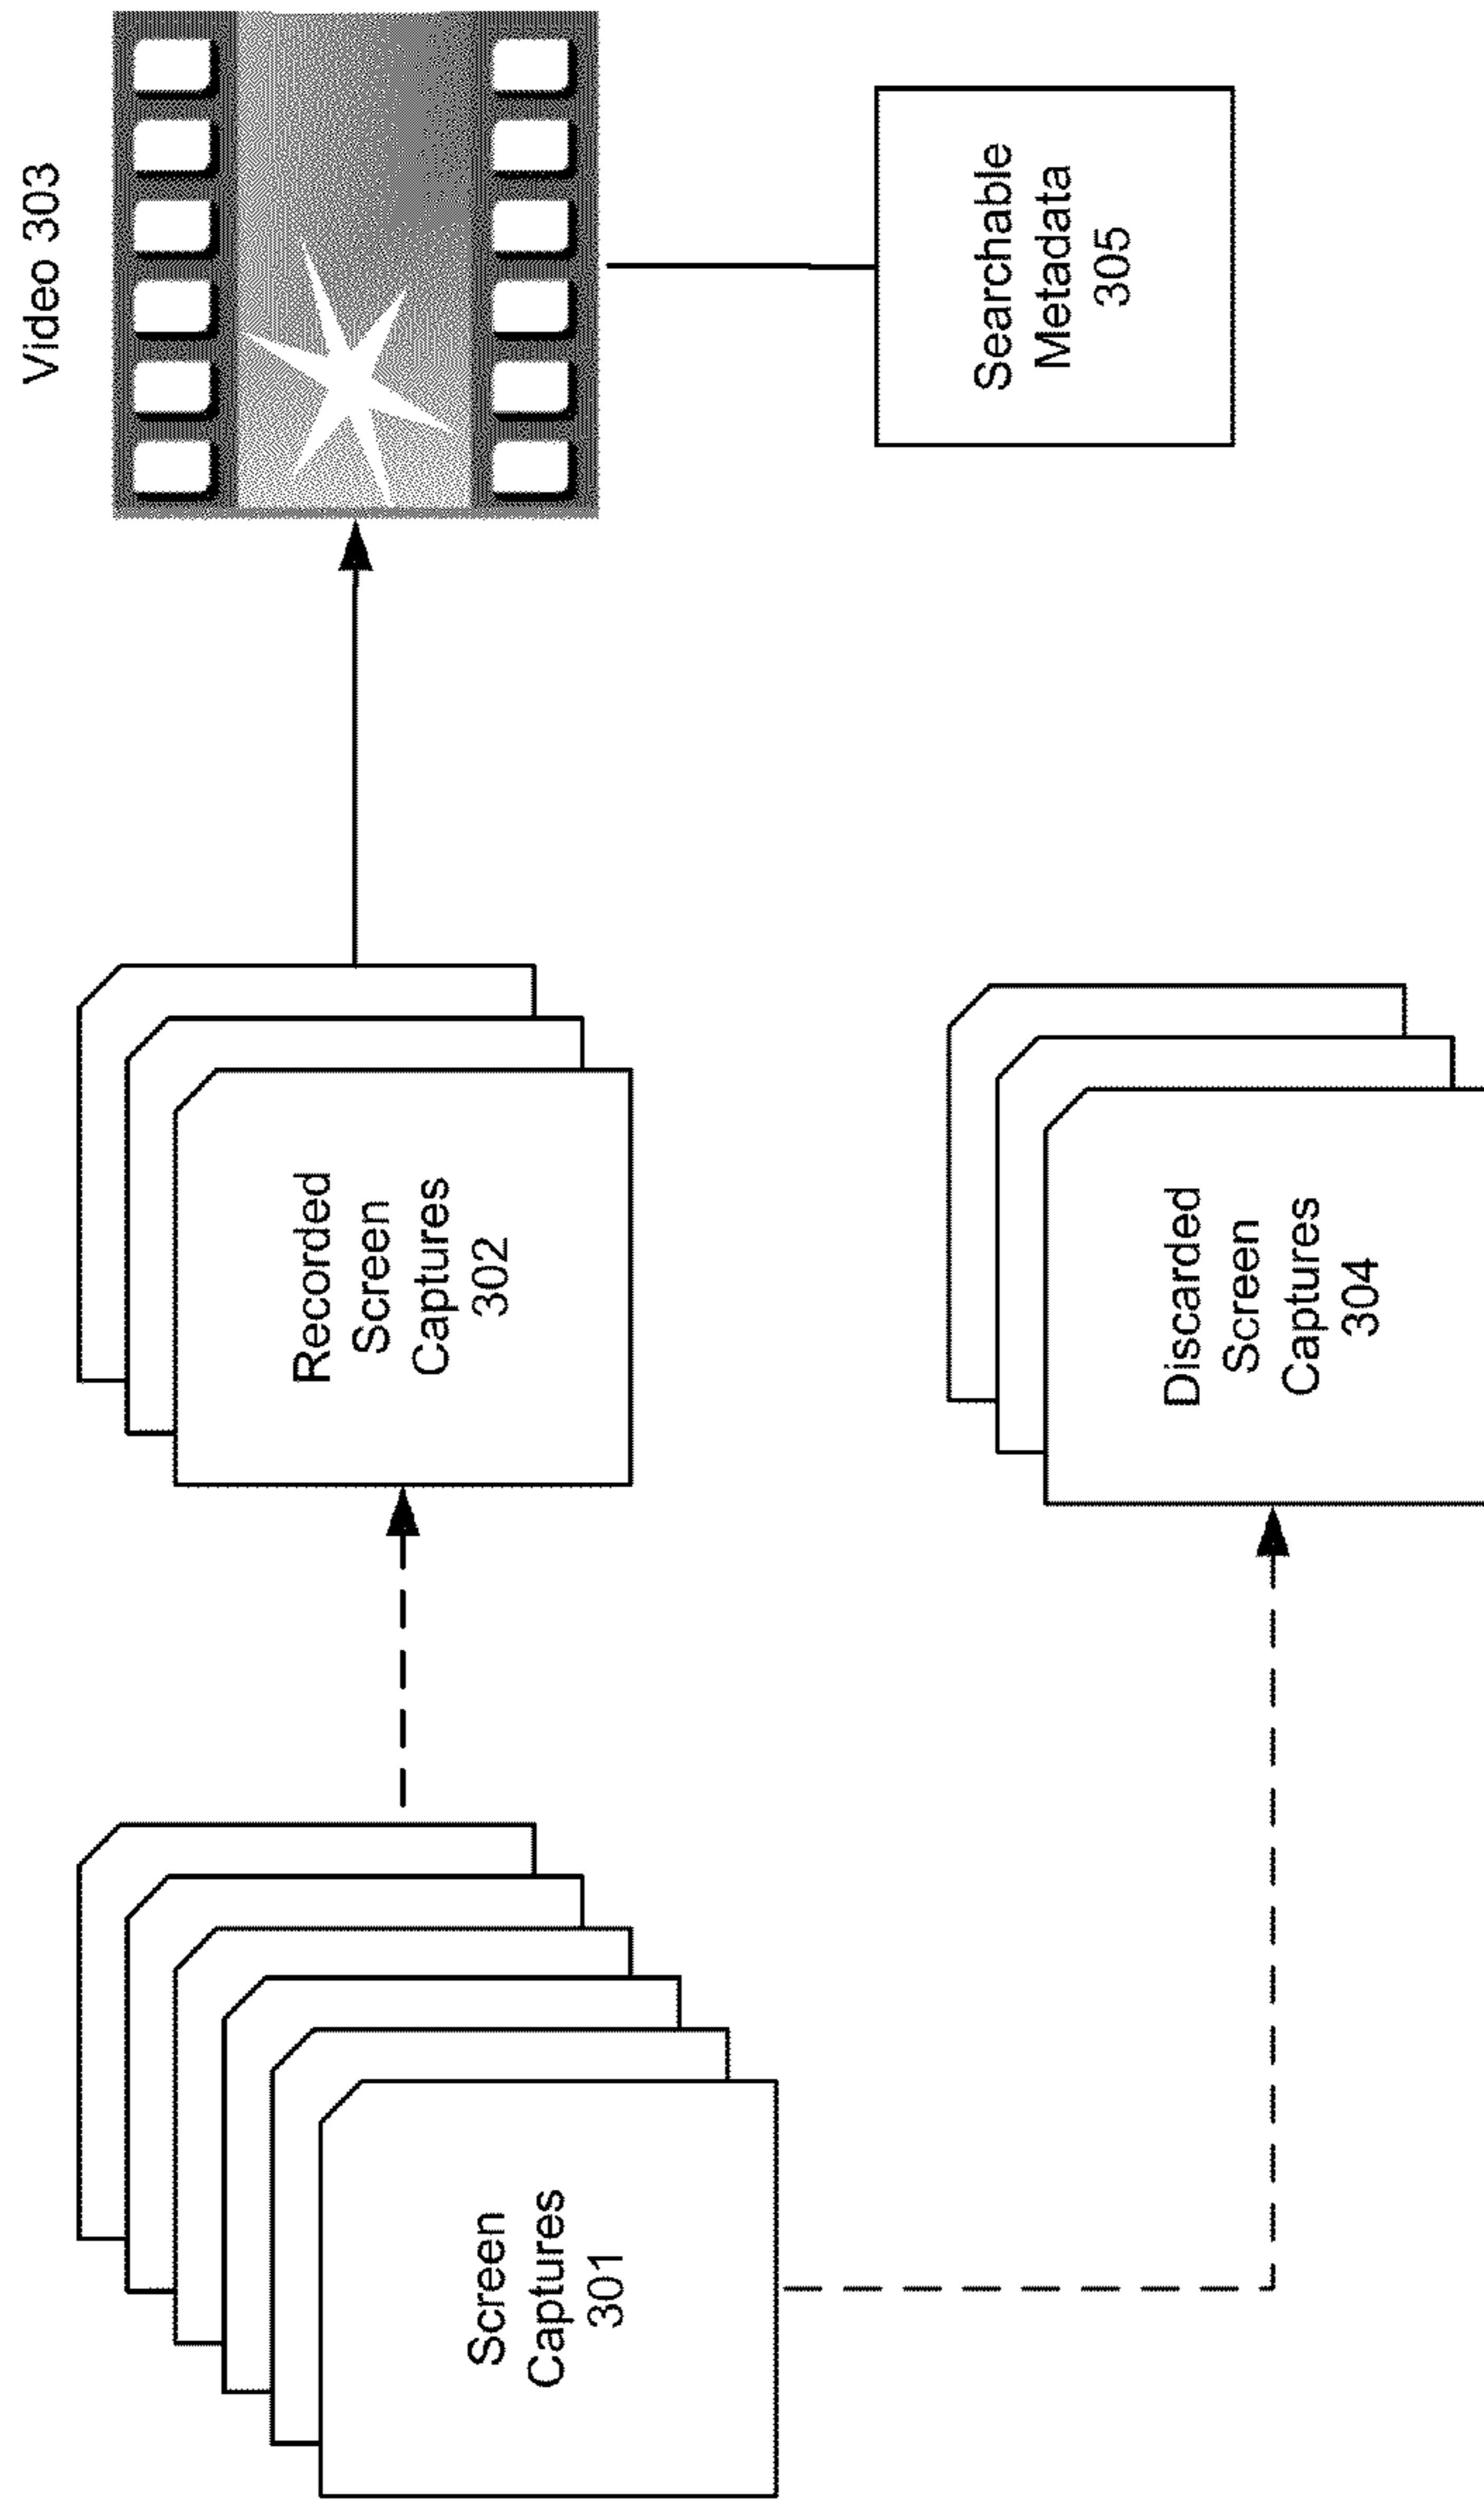 Screen
Captures
301
Recorded
Screen
Captures
302
Video 303
Discarded
Screen
Captures
304
Searchable
Metadata
305